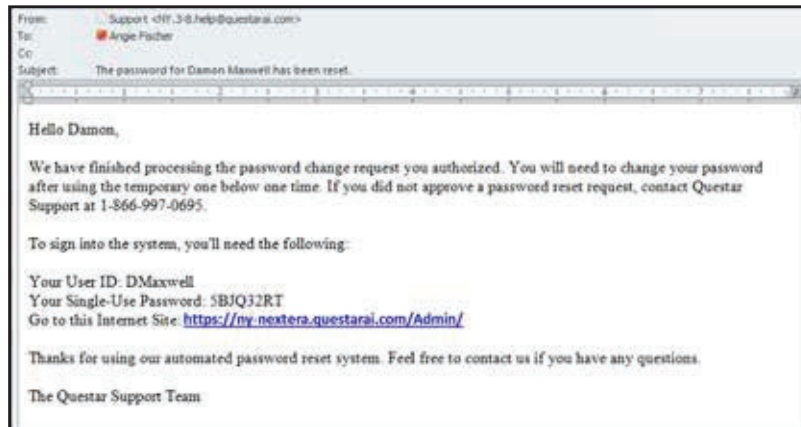 From: Support <NY.3-8.help@questarai.com>
To: Angie Fischer
Cc
Subject: The password for Damon Maxwell has been reset.
Hello Damon,
We have finished processing the password change request you authorized. You will need to change your password
after using the temporary one below one time. If you did not approve a password reset request, contact Questar
Support at 1-866-997-0695.
To sign into the system, you'll need the following:
Your User ID: DMaxwell
Your Single-Use Password: 5BJQ32RT
Go to this Internet Site: https://ny-nextera.questarai.com/Admin/
Thanks for using our automated password reset system. Feel free to contact us if you have any questions.
The Questar Support Team